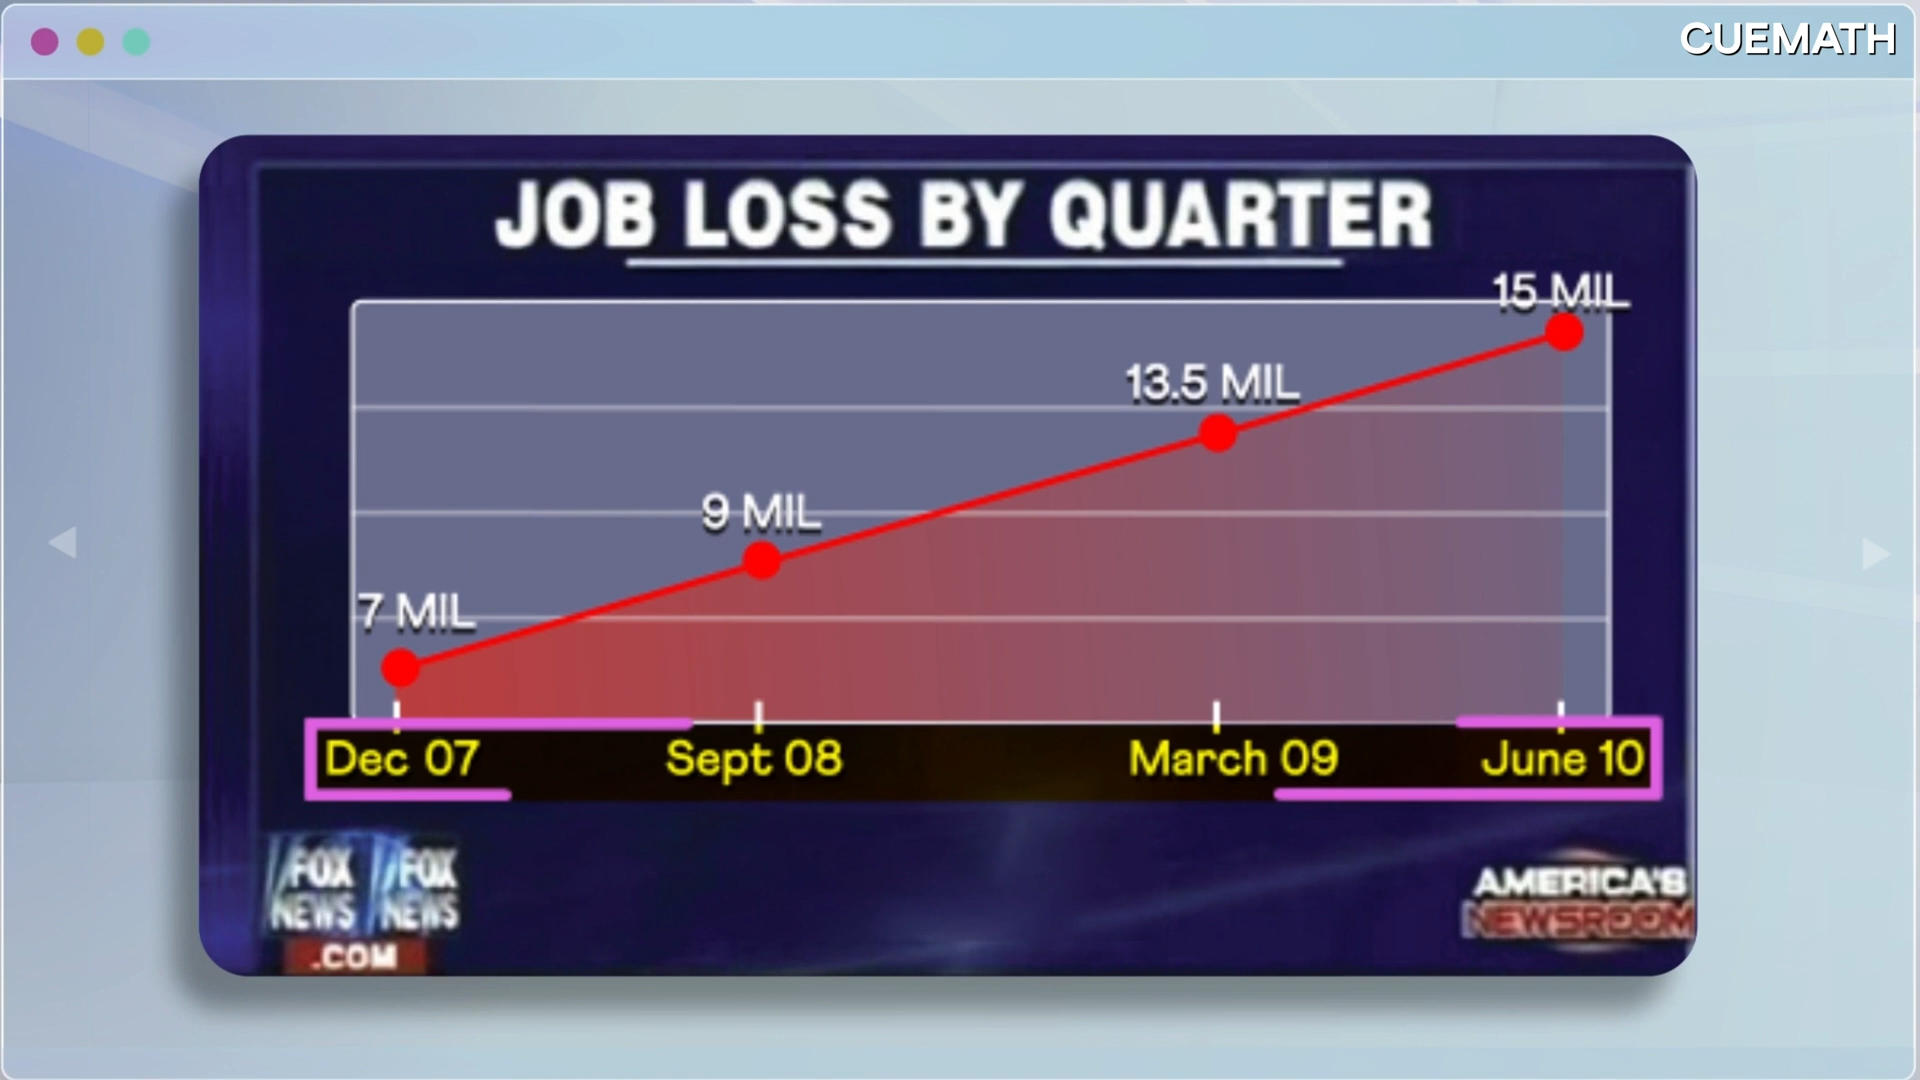 CUEMATH
JOB LOSS BY QUARTER
15 MIL
13.5 MIL
9 MIL
7 MIL
Dec 07 Sept 08 March 09 June 10
FOX FOX
NEWS NEWS
.COM
AMERICA'S
NEWSROOM